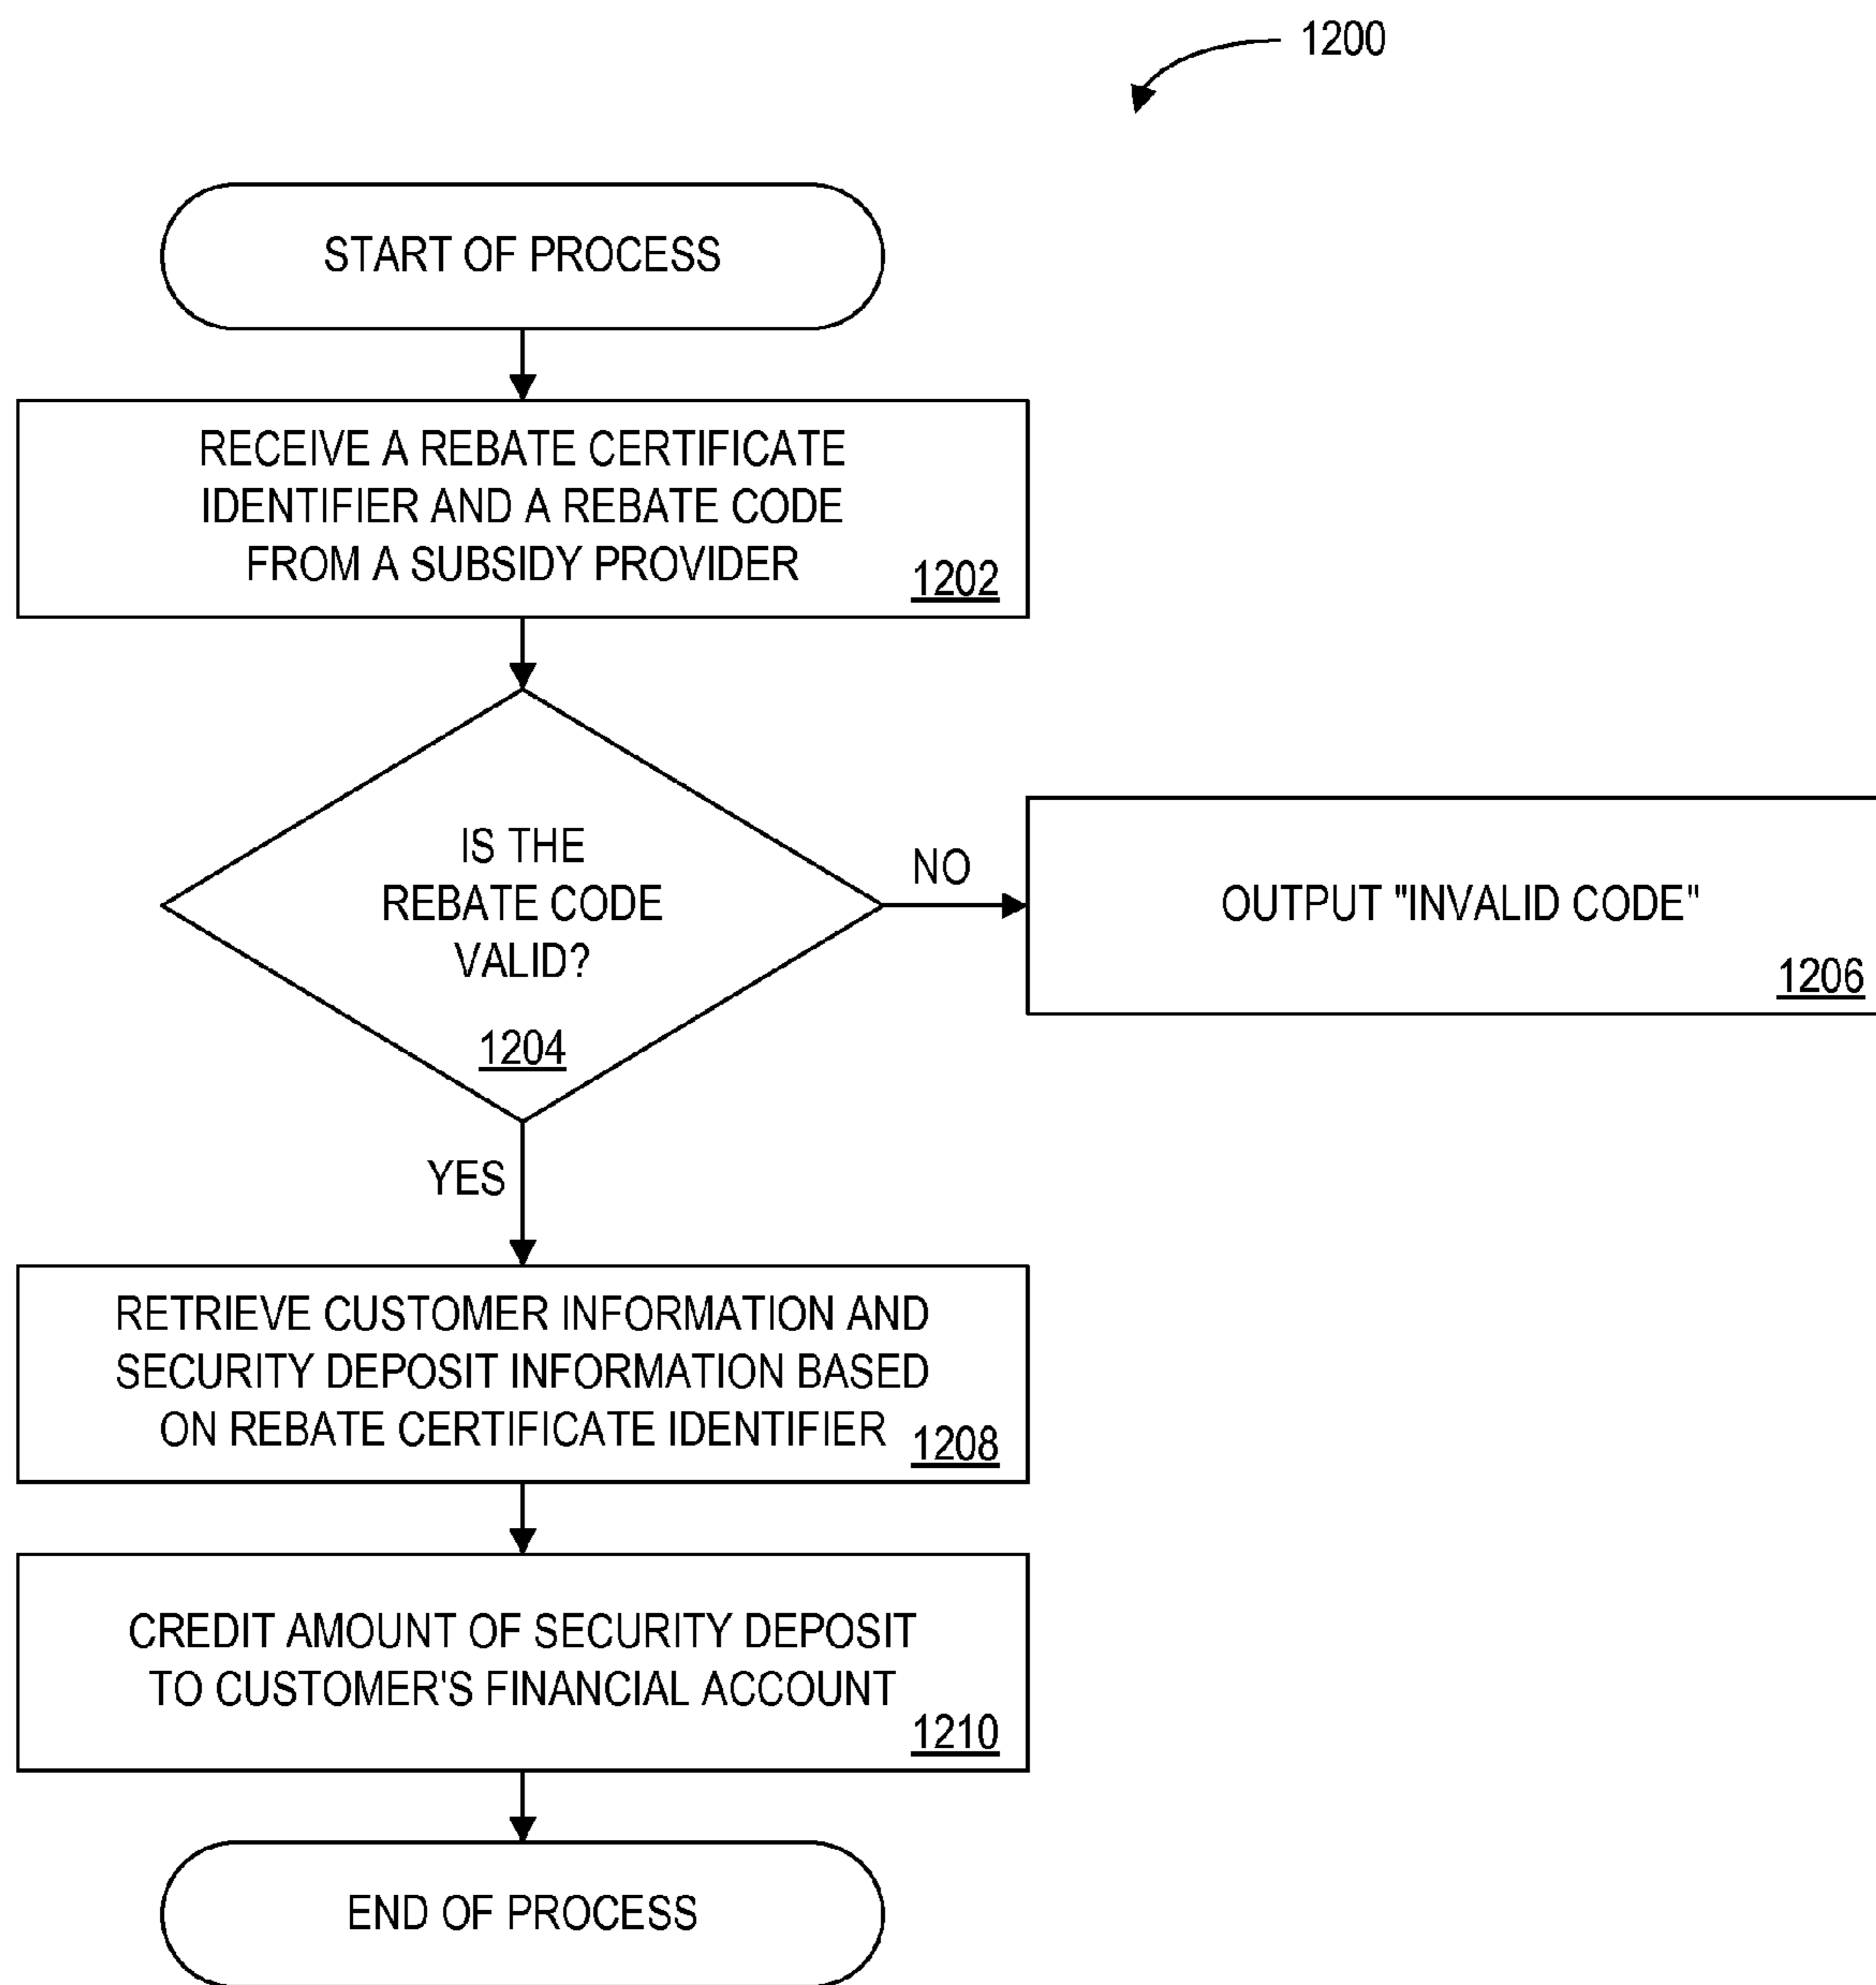 1200
START OF PROCESS
RECEIVE A REBATE CERTIFICATE
IDENTIFIER AND A REBATE CODE
FROM A SUBSIDY PROVIDER
1202
IS THE
REBATE CODE
VALID?
1204
NO
OUTPUT "INVALID CODE"
1206
YES
RETRIEVE CUSTOMER INFORMATION AND
SECURITY DEPOSIT INFORMATION BASED
ON REBATE CERTIFICATE IDENTIFIER
1208
CREDIT AMOUNT OF SECURITY DEPOSIT
TO CUSTOMER'S FINANCIAL ACCOUNT
1210
END OF PROCESS